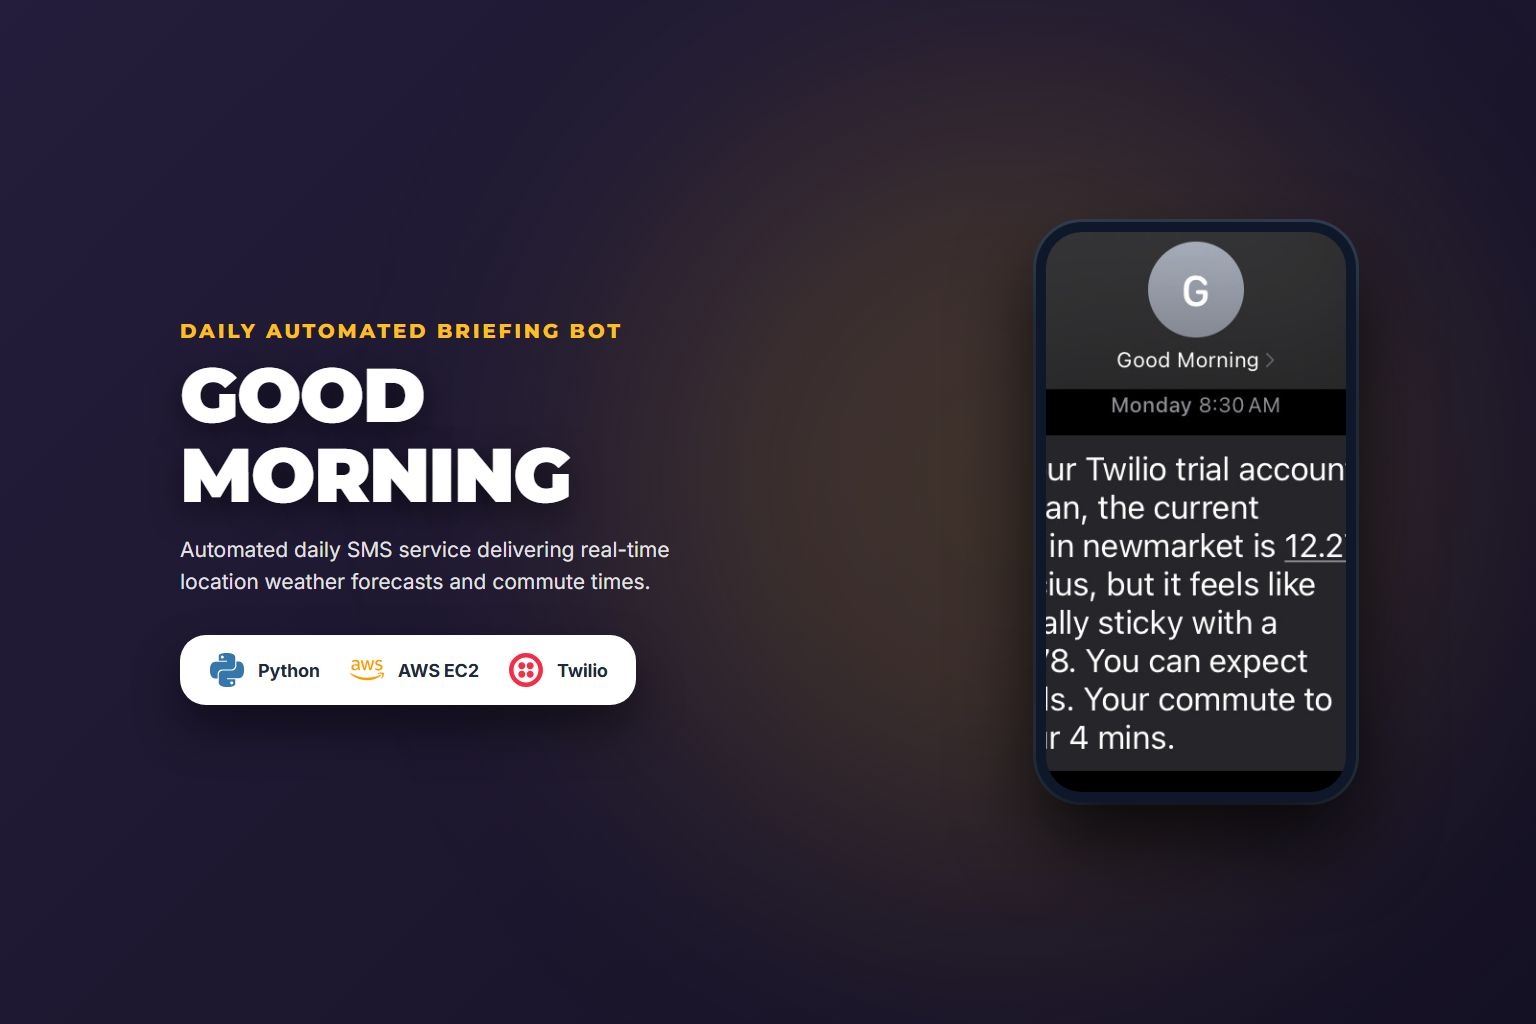 DAILY AUTOMATED BRIEFING BOT
GOOD
MORNING
Automated daily SMS service delivering real-time
location weather forecasts and commute times.
Python
aws
AWS EC2
Twilio
G
Good Morning
Monday 8:30 AM
ur Twilio trial account
an, the current
in newmarket is 12.2
ius, but it feels like
ally sticky with a
78. You can expect
ls. Your commute to
r 4 mins.